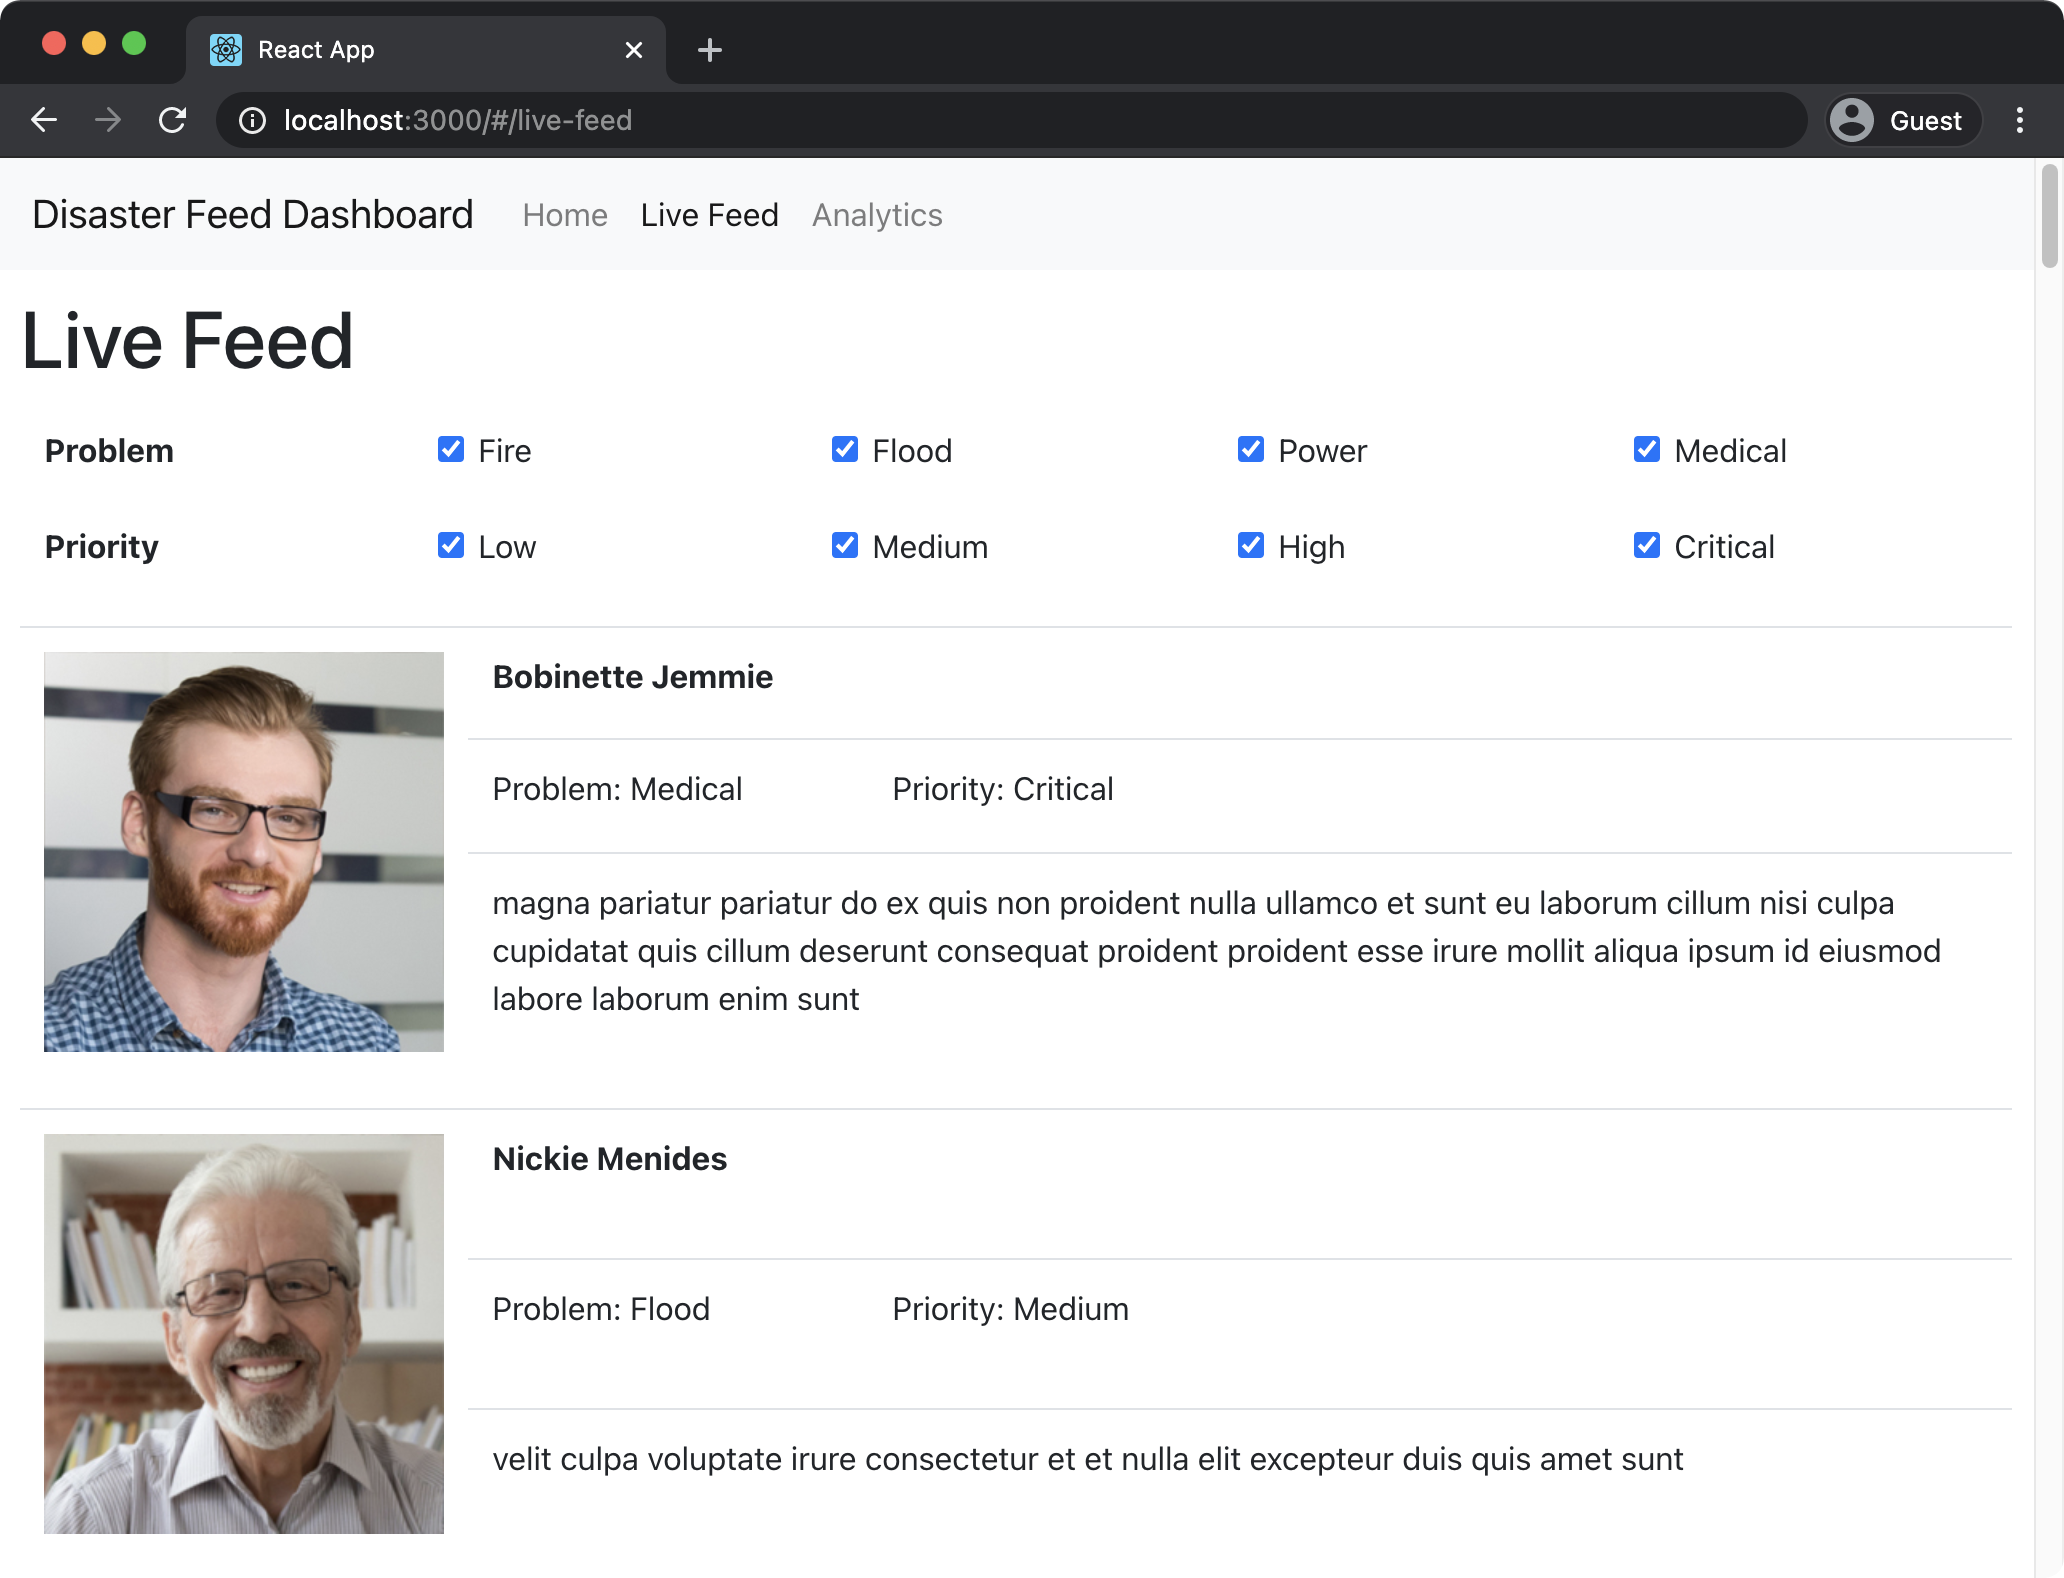 React App
localhost:3000/#/live-feed
Guest
Disaster Feed Dashboard Home Live Feed Analytics
Live Feed
Problem Fire Flood Power Medical
Priority Low Medium High Critical
Bobinette Jemmie
Problem: Medical Priority: Critical
magna pariatur pariatur do ex quis non proident nulla ullamco et sunt eu laborum cillum nisi culpa
cupidatat quis cillum deserunt consequat proident proident esse irure mollit aliqua ipsum id eiusmod
labore laborum enim sunt
Nickie Menides
Problem: Flood Priority: Medium
velit culpa voluptate irure consectetur et et nulla elit excepteur duis quis amet sunt